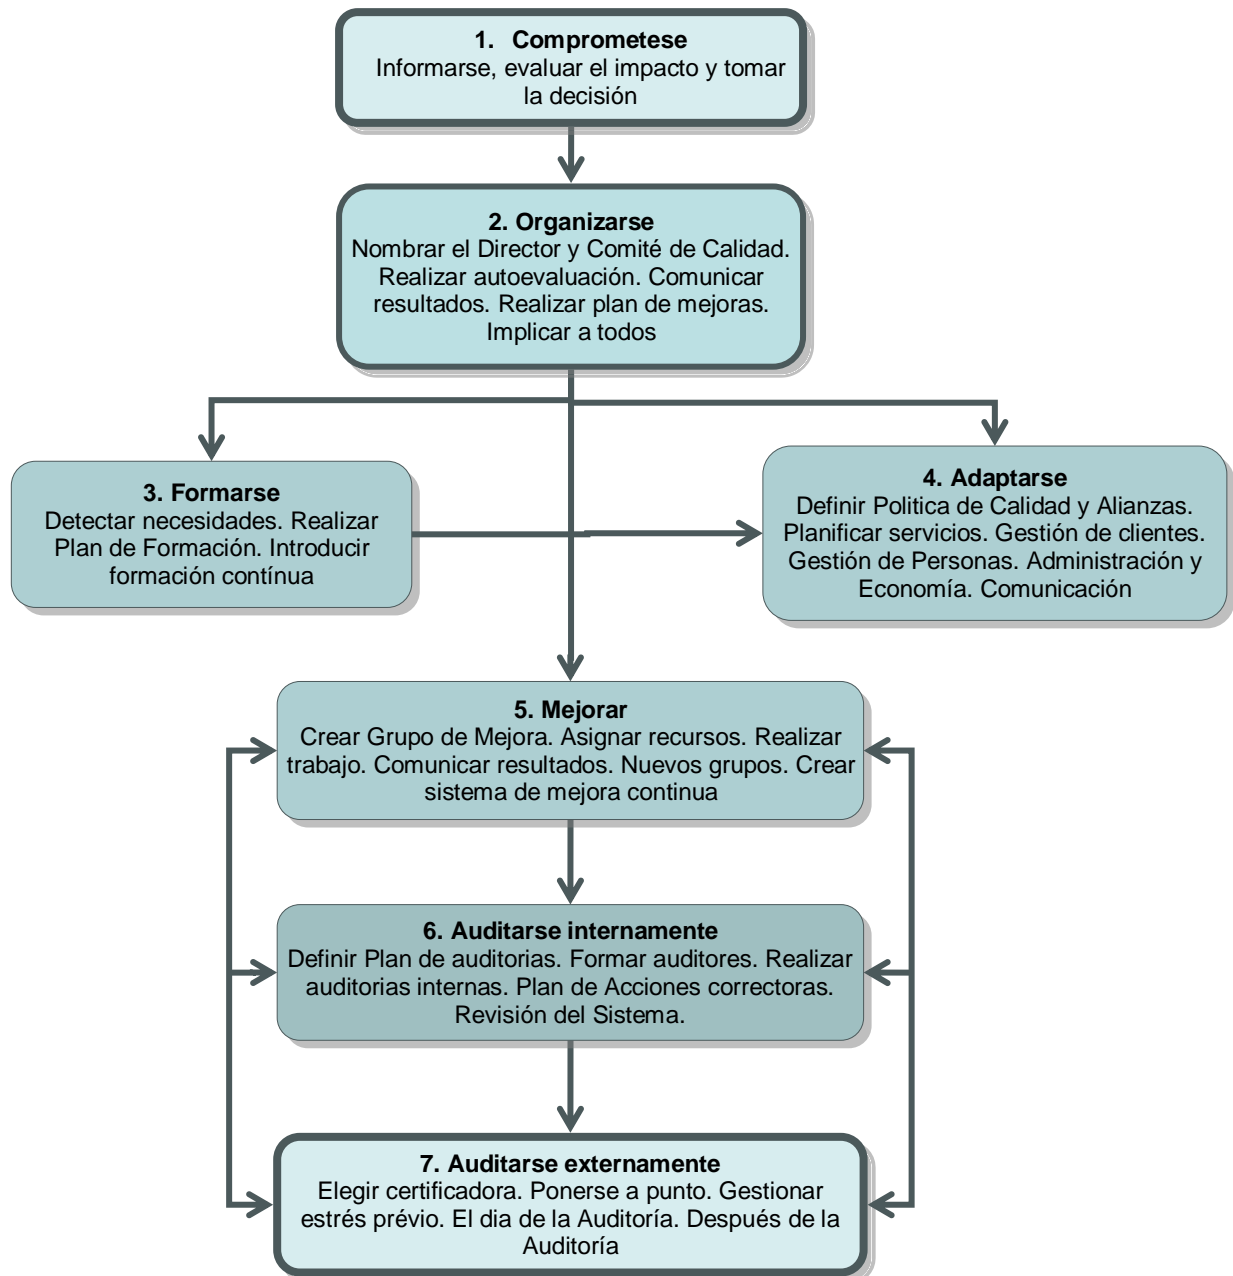 1. Comprometese
Informarse, evaluar el impacto y tomar
la decisión
2. Organizarse
Nombrar el Director y Comité de Calidad.
Realizar autoevaluación. Comunicar
resultados. Realizar plan de mejoras.
Implicar a todos
3. Formarse
Detectar necesidades. Realizar
Plan de Formación. Introducir
formación contínua
4. Adaptarse
Definir Politica de Calidad y Alianzas.
Planificar servicios. Gestión de clientes.
Gestión de Personas. Administración y
Economía. Comunicación
5. Mejorar
Crear Grupo de Mejora. Asignar recursos. Realizar
trabajo. Comunicar resultados. Nuevos grupos. Crear
sistema de mejora continua
6. Auditarse internamente
Definir Plan de auditorias. Formar auditores. Realizar
auditorias internas. Plan de Acciones correctoras.
Revisión del Sistema.
7. Auditarse externamente
Elegir certificadora. Ponerse a punto. Gestionar
estrés prévio. El dia de la Auditoría. Después de la
Auditoría